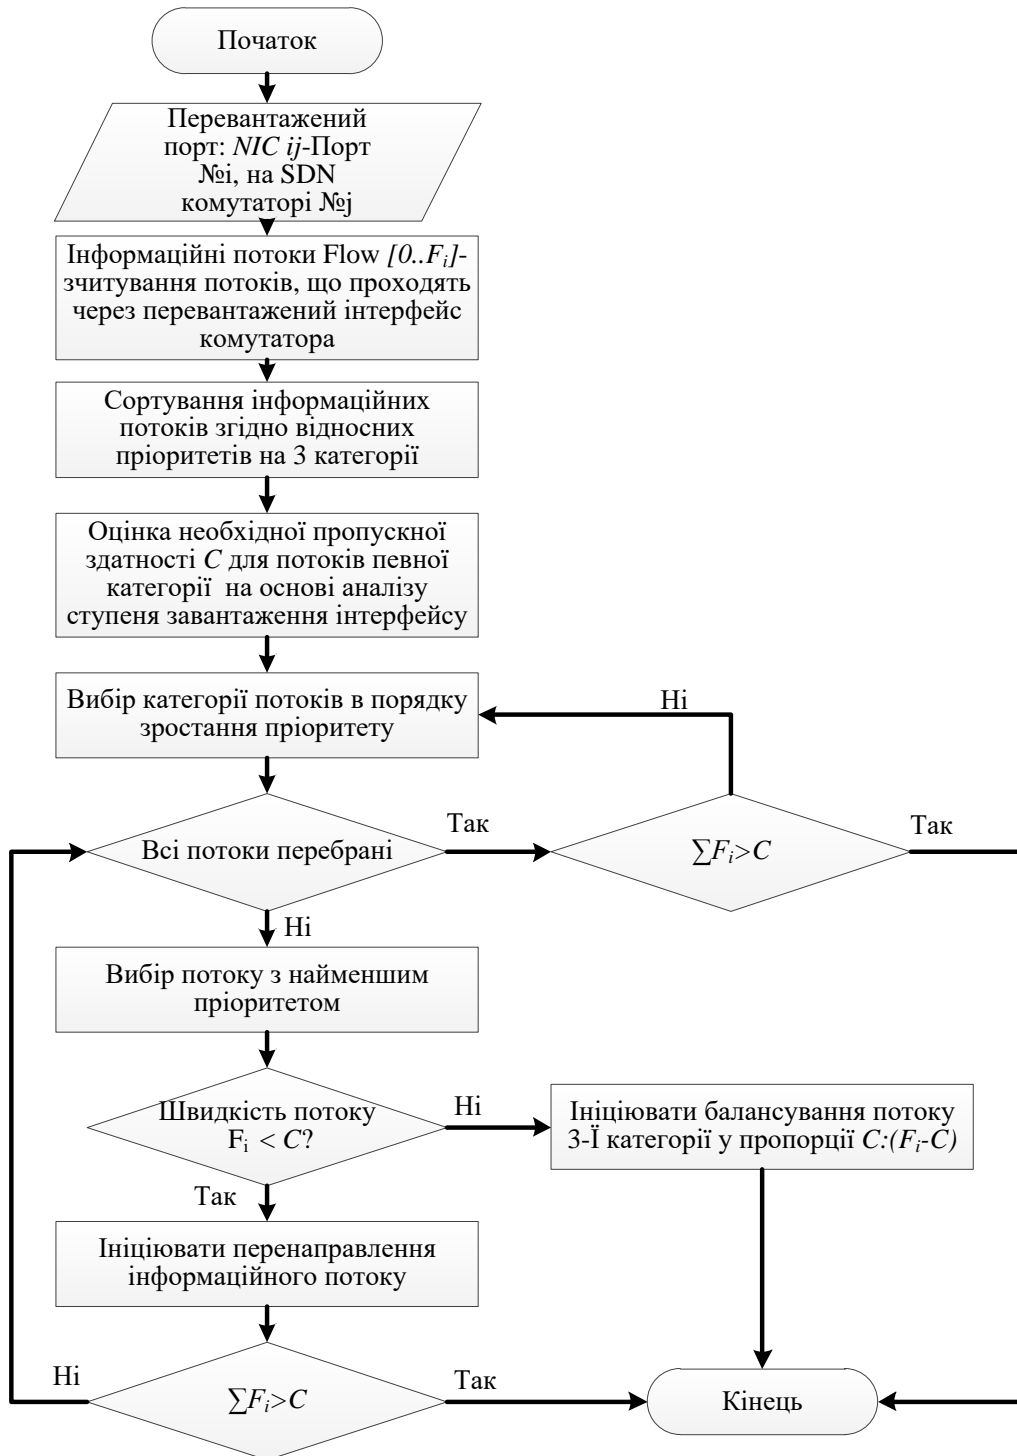 Початок
Перевантажений
порт: NIC ij-Порт
№i, на SDN
комутаторі №j
Інформаційні потоки Flow [0..Fi]-
зчитування потоків, що проходять
через перевантажений інтерфейс
комутатора
Сортування інформаційних
потоків згідно відносних
пріоритетів на 3 категорії
Оцінка необхідної пропускної
здатності C для потоків певної
категорії на основі аналізу
ступеня завантаження інтерфейсу
Вибір категорії потоків в порядку
зростання пріоритету
Ні
Всі потоки перебрані
Так
∑Fi>C
Так
Ні
Вибір потоку з найменшим
пріоритетом
Швидкість потоку
Fi < C?
Ні
Ініціювати балансування потоку
3-Ї категорії у пропорції C:(Fi-C)
Так
Ініціювати перенаправлення
інформаційного потоку
Ні
∑Fi>C
Так
Кінець